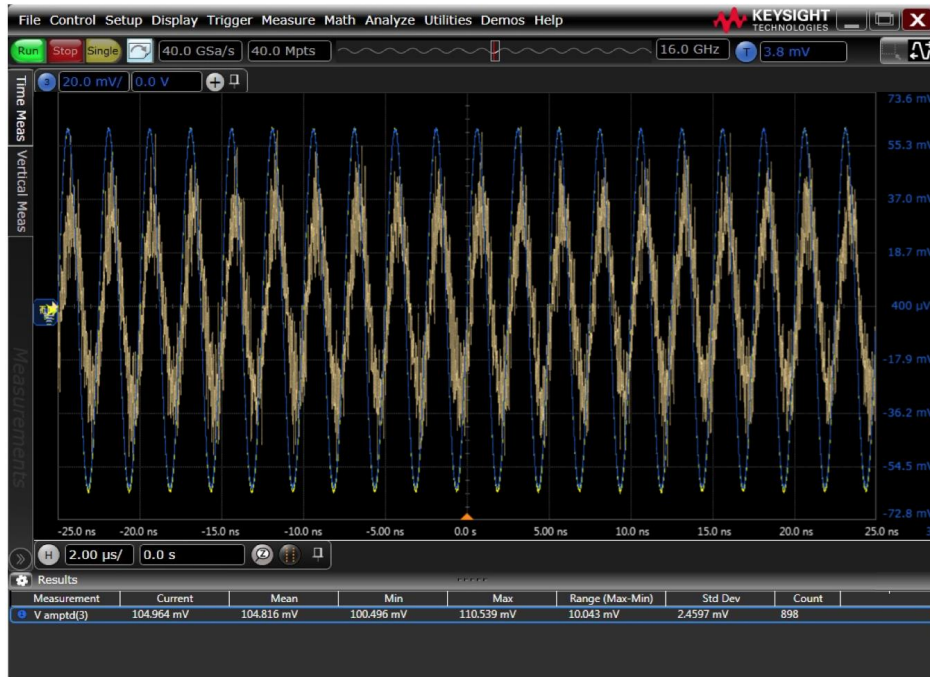 File Control Setup Display Trigger Measure Math Analyze Utilities Demos Help
KEYSIGHT
TECHNOLOGIES
X
Run Stop Single 40.0 GSa/s 40.0 Mpts 16.0 GHz T 3.8 mV
3 20.0 mV/ 0.0 V +
Time Meas
Vertical Meas
Measurements
73.6 mV
55.3 mV
37.0 mV
18.7 mV
400 µV
-17.9 mV
-36.2 mV
-54.5 mV
-72.8 mV
-25.0 ns -20.0 ns -15.0 ns -10.0 ns -5.00 ns 0.0 s 5.00 ns 10.0 ns 15.0 ns 20.0 ns 25.0 ns
H 2.00 µs/ 0.0 s
Results
Measurement Current Mean Min Max Range (Max-Min) Std Dev Count
V amptd(3) 104.964 mV 104.816 mV 100.496 mV 110.539 mV 10.043 mV 2.4597 mV 898